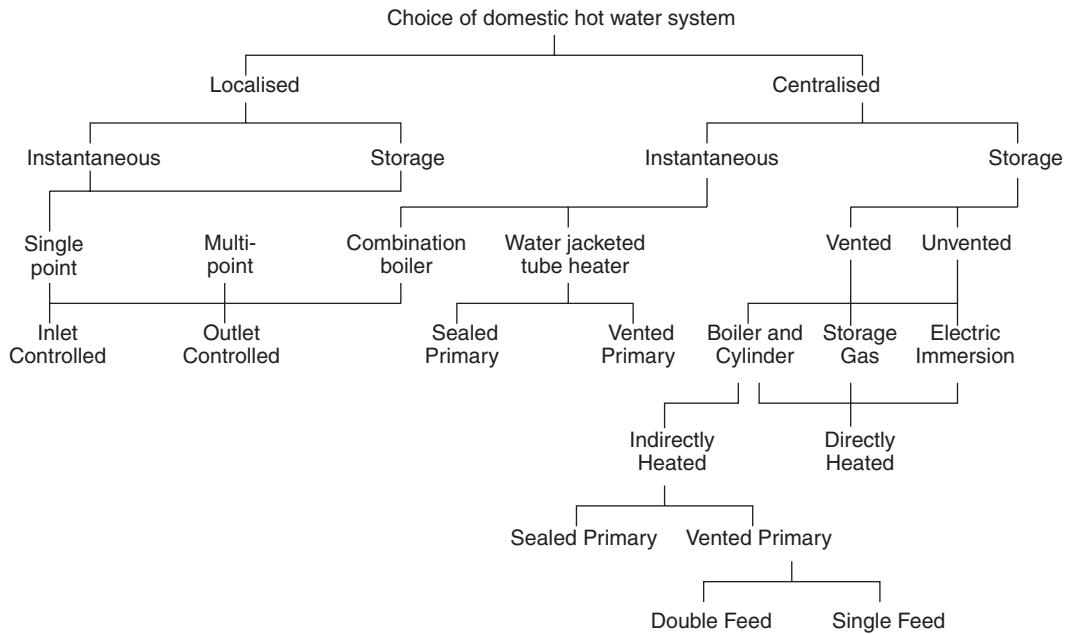 Choice of domestic hot water system
Localised
Centralised
Instantaneous
Storage
Instantaneous
Storage
Single
point
Multi-
point
Combination
boiler
Water jacketed
tube heater
Vented
Unvented
Inlet
Controlled
Outlet
Controlled
Sealed
Primary
Vented
Primary
Boiler and
Cylinder
Storage
Gas
Electric
Immersion
Indirectly
Heated
Directly
Heated
Sealed Primary
Vented Primary
Double Feed
Single Feed